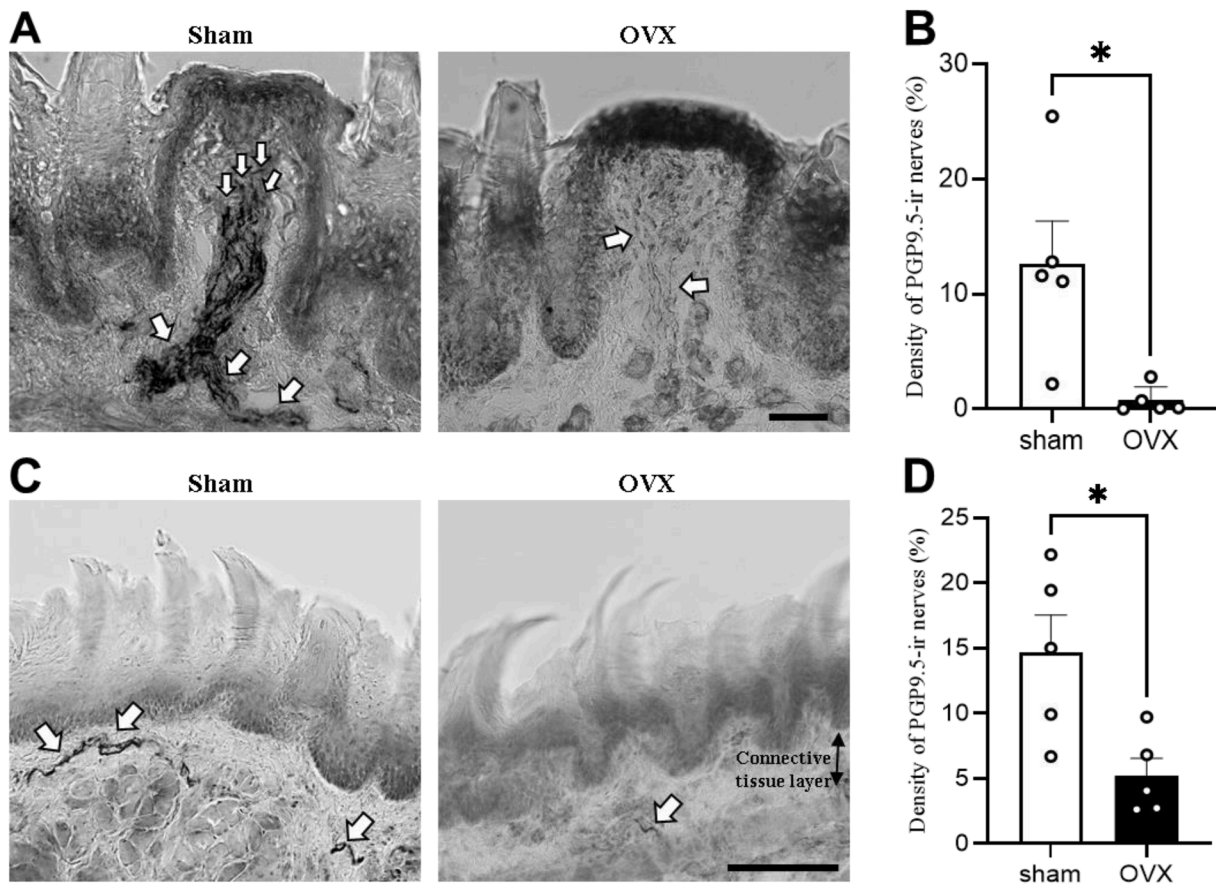 A
Sham
OVX
B
Density of PGP9.5-ir nerves (%)
30
20
10
0
*
sham
OVX
C
Sham
OVX
Connective
tissue layer
D
Density of PGP9.5-ir nerves (%)
25
20
15
10
5
0
*
sham
OVX